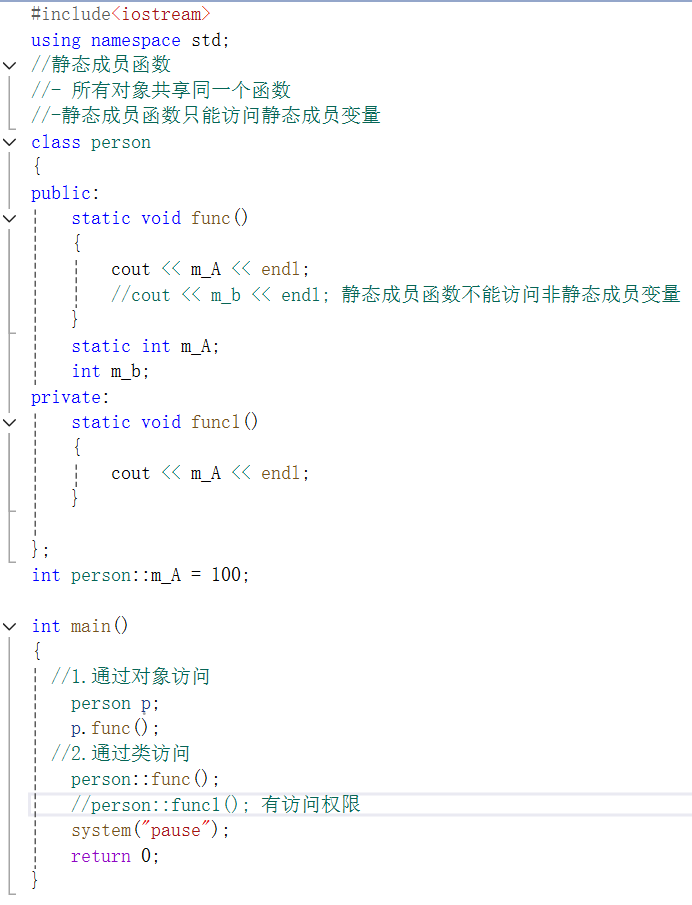 #include<iostream>
using namespace std;
//静态成员函数
//- 所有对象共享同一个函数
//-静态成员函数只能访问静态成员变量
class person
{
public:
static void func()
{
cout << m_A << endl;
//cout << m_b << endl; 静态成员函数不能访问非静态成员变量
}
static int m_A;
int m_b;
private:
static void func1()
{
cout << m_A << endl;
}
};
int person::m_A = 100;
int main()
{
//1.通过对象访问
person p;
p.func();
//2.通过类访问
person::func();
//person::func1(); 有访问权限
system("pause");
return 0;
}